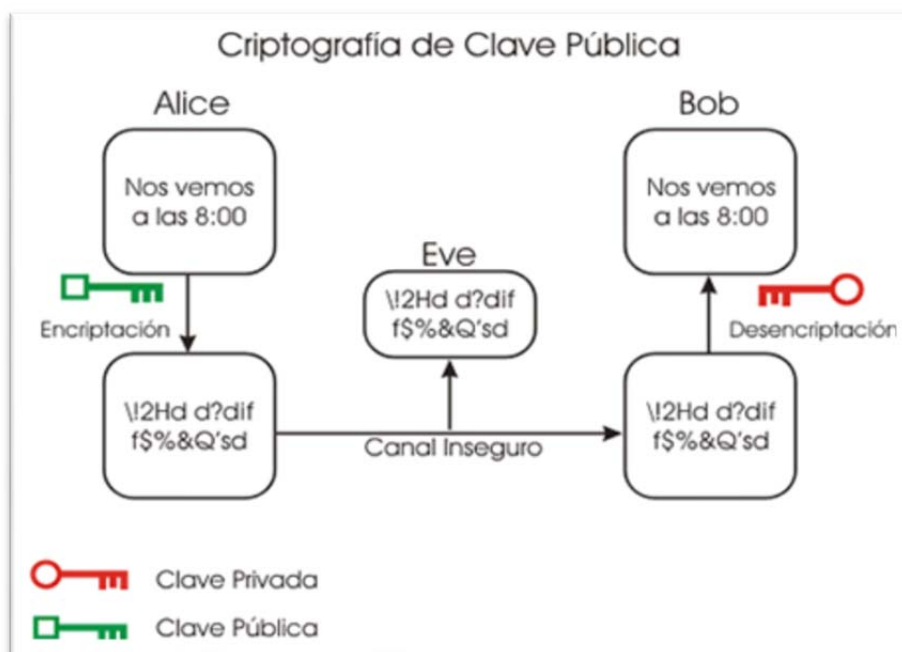 Criptografía de Clave Pública
Alice
Bob
Nos vemos
a las 8:00
Nos vemos
a las 8:00
Eve
\!2Hd d?dif
f$%&Q'sd
Encriptación
Desencriptación
\!2Hd d?dif
f$%&Q'sd
\!2Hd d?dif
f$%&Q'sd
Canal Inseguro
Clave Privada
Clave Pública